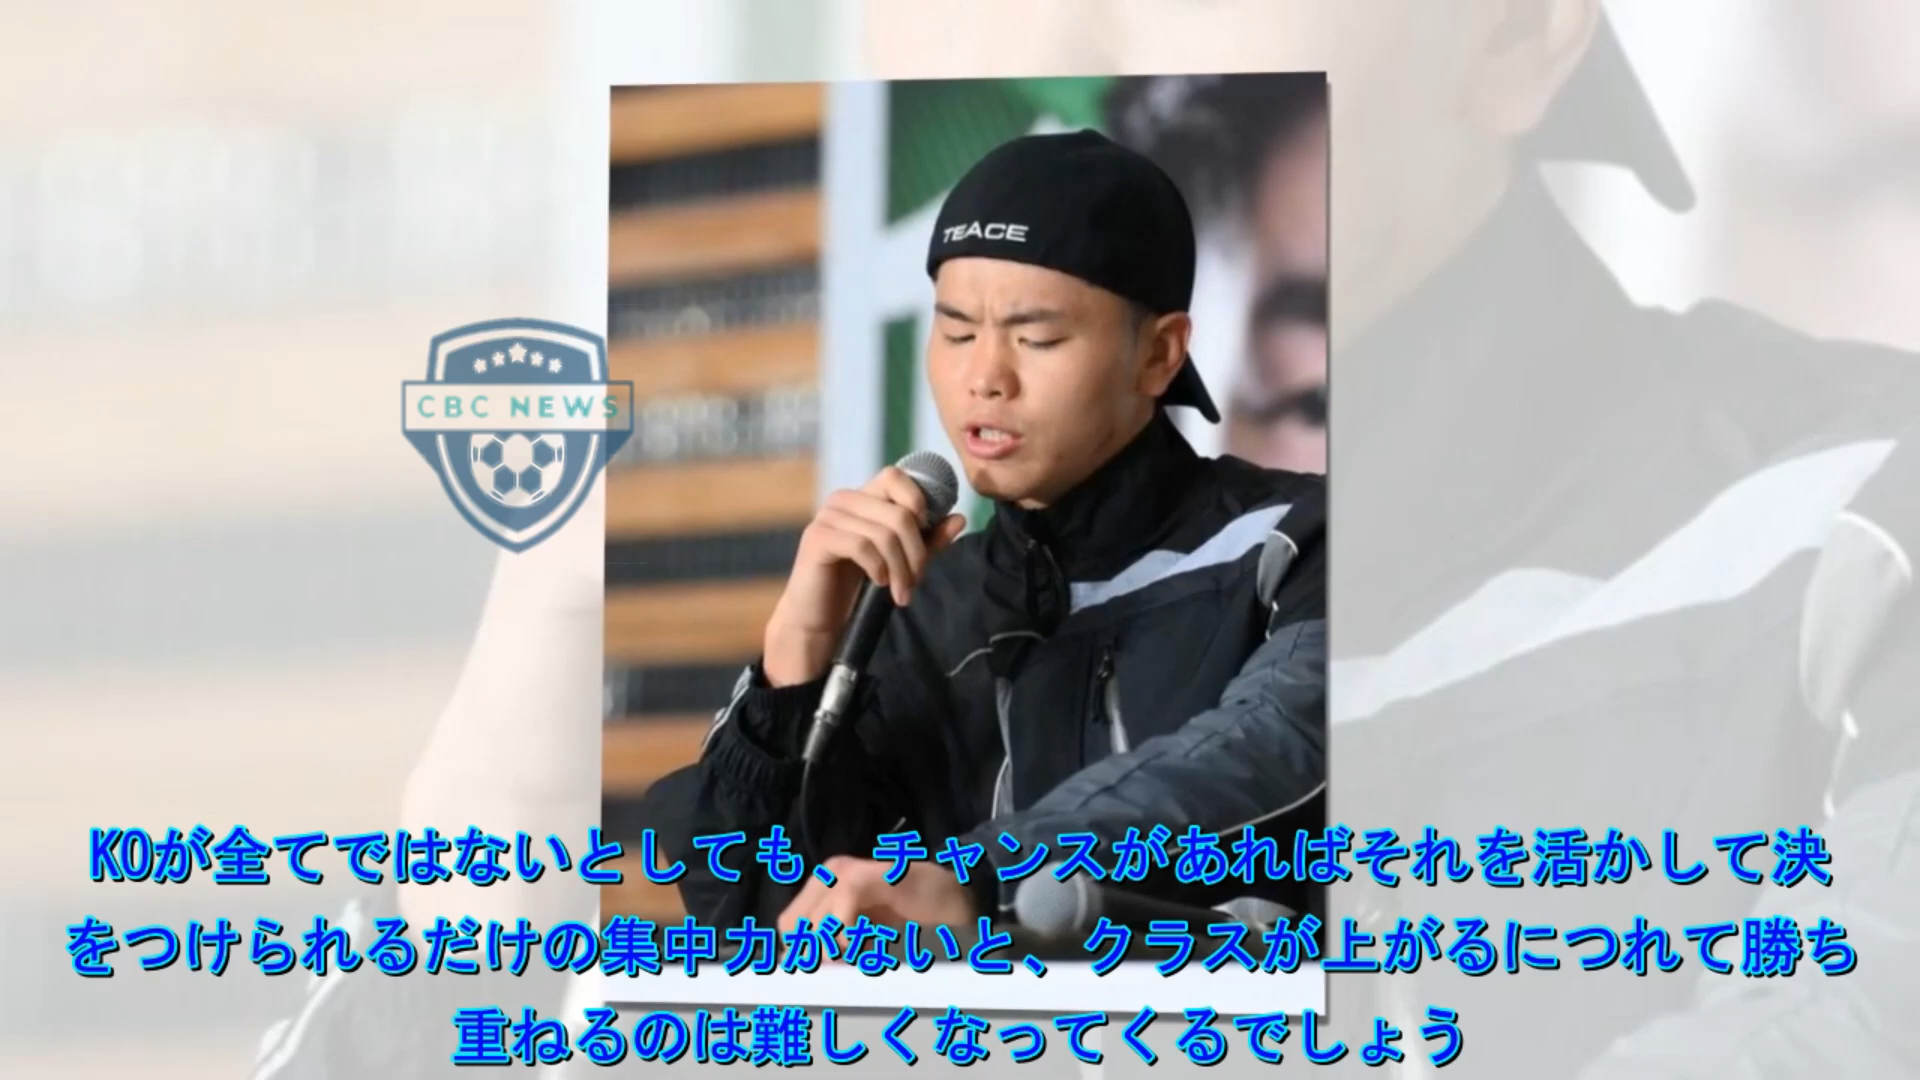 TEACE
CBC NEWS
KOが全てではないとしても、チャンスがあればそれを活かして決
をつけられるだけの集中力がないと、クラスが上がるにつれて勝ち
重ねるのは難しくなってくるでしょう